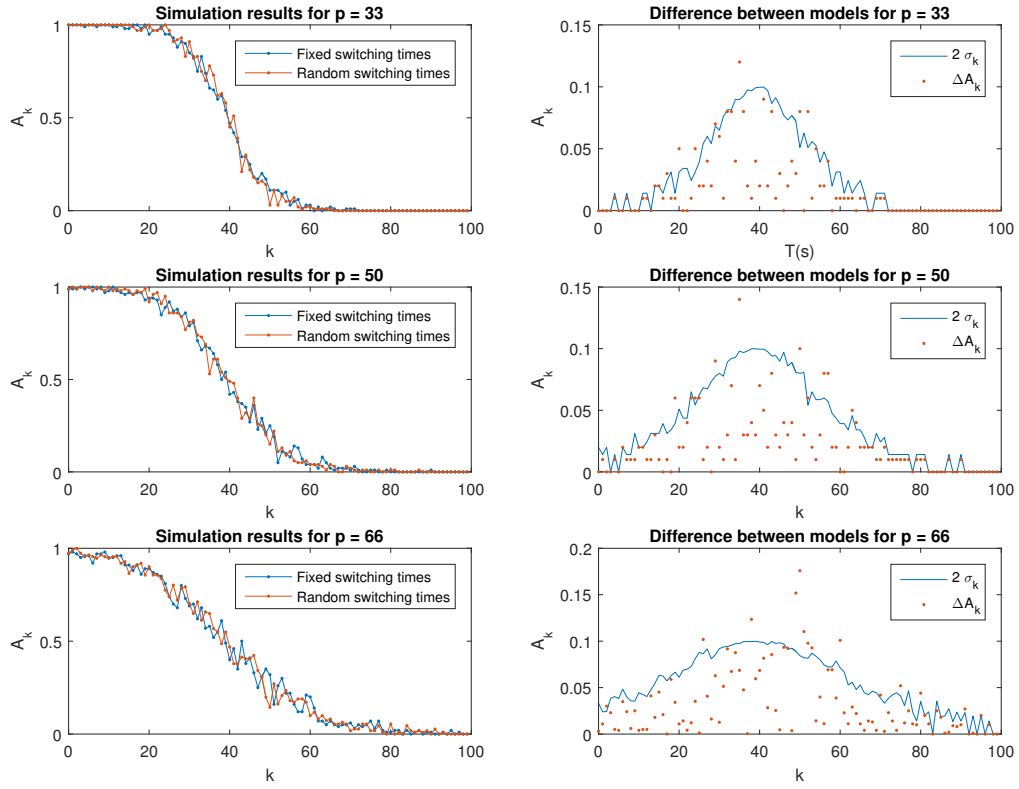 Simulation results for p = 33
1
0.5
0
A_k
0 20 40 60 80 100
k
Fixed switching times
Random switching times
Difference between models for p = 33
0.15
0.1
0.05
0
A_k
0 20 40 60 80 100
T(s)
2 σ_k
ΔA_k
Simulation results for p = 50
1
0.5
0
A_k
0 20 40 60 80 100
k
Fixed switching times
Random switching times
Difference between models for p = 50
0.15
0.1
0.05
0
A_k
0 20 40 60 80 100
k
2 σ_k
ΔA_k
Simulation results for p = 66
1
0.5
0
A_k
0 20 40 60 80 100
k
Fixed switching times
Random switching times
Difference between models for p = 66
0.2
0.15
0.1
0.05
0
A_k
0 20 40 60 80 100
k
2 σ_k
ΔA_k